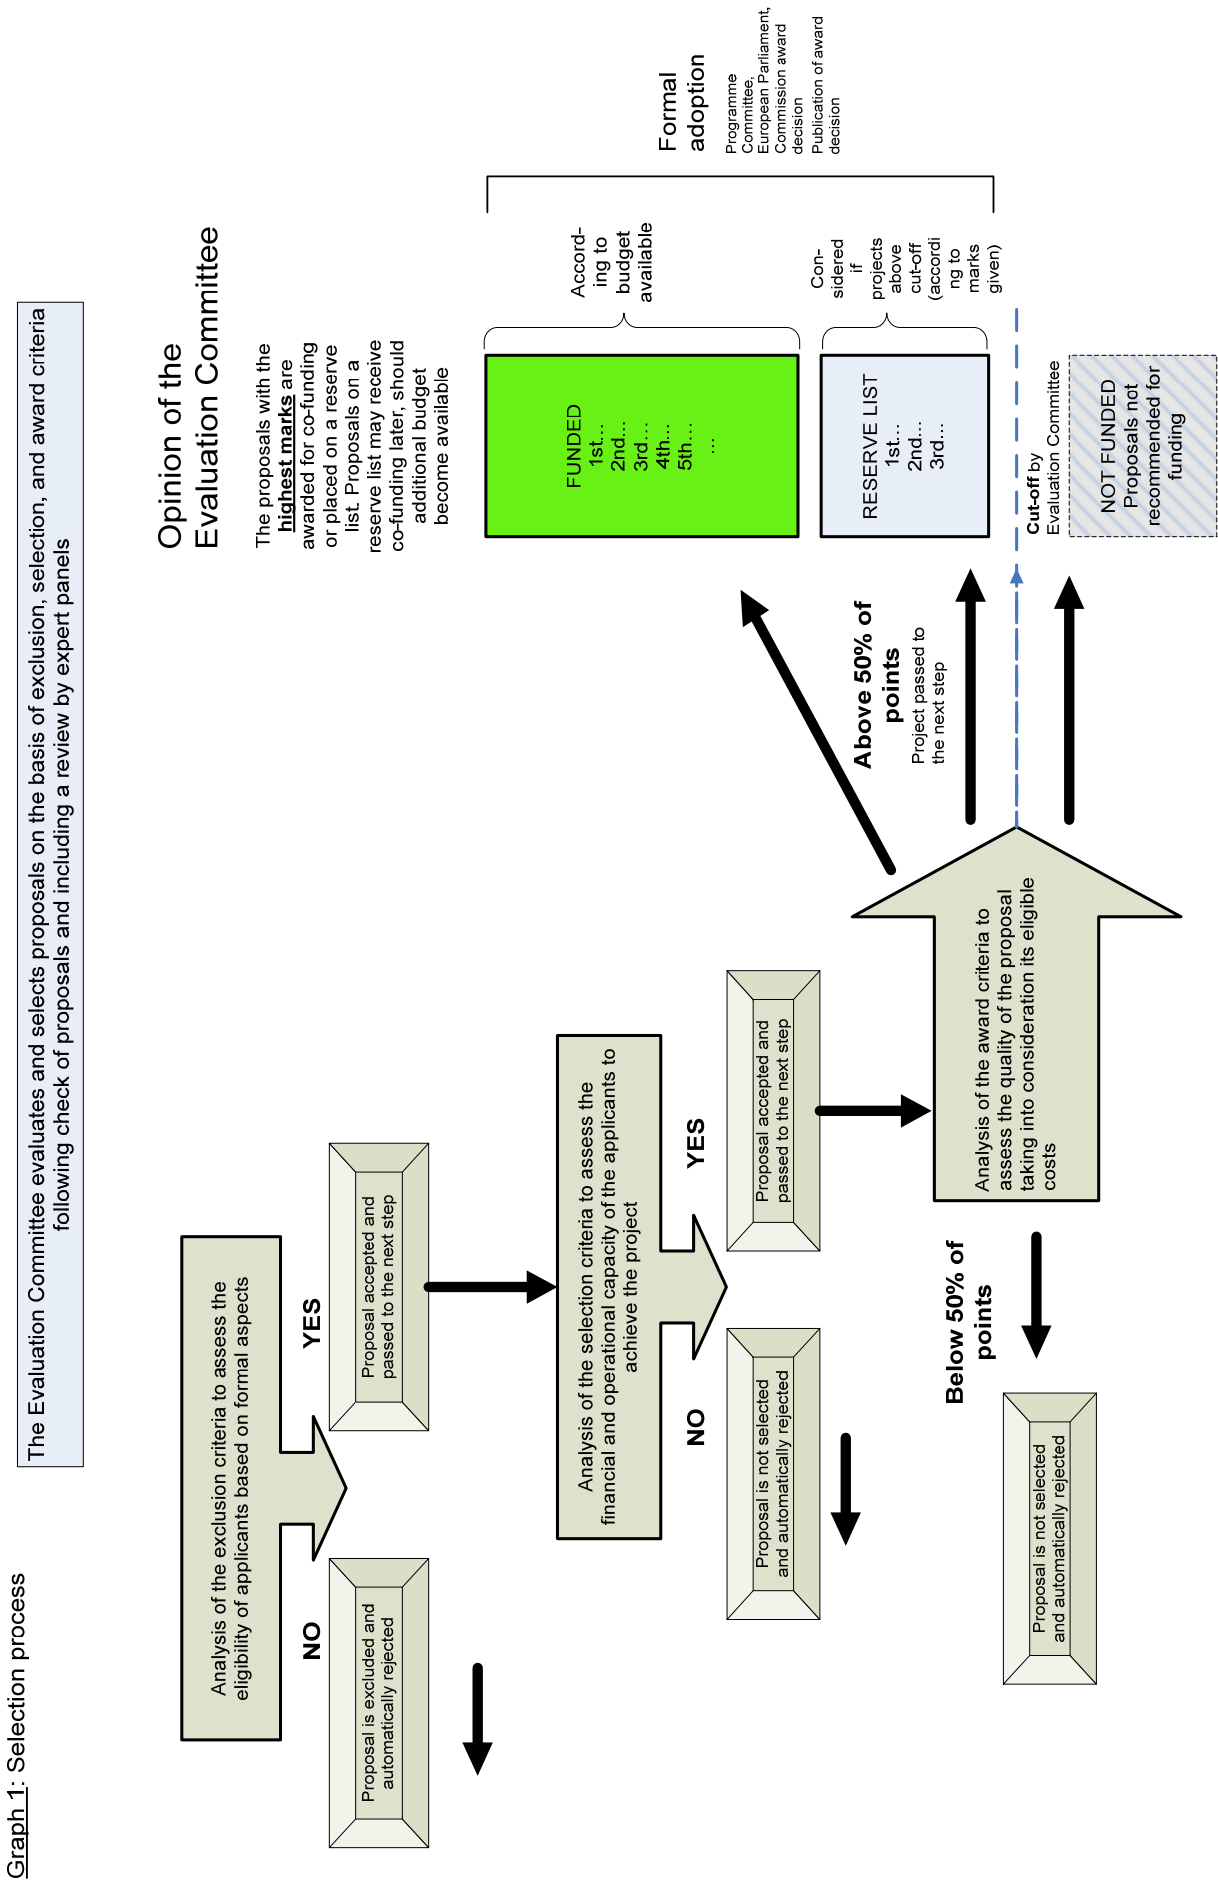 Graph 1: Selection process
The Evaluation Committee evaluates and selects proposals on the basis of exclusion, selection, and award criteria
following check of proposals and including a review by expert panels
Analysis of the exclusion criteria to assess the
eligibility of applicants based on formal aspects
NO
YES
Proposal is excluded and
automatically rejected
Proposal accepted and
passed to the next step
Analysis of the selection criteria to assess the
financial and operational capacity of the applicants to
achieve the project
NO
YES
Proposal is not selected
and automatically rejected
Proposal accepted and
passed to the next step
Analysis of the award criteria to
assess the quality of the proposal
taking into consideration its eligible
costs
Below 50% of
points
Proposal is not selected
and automatically rejected
Above 50% of
points
Project passed to
the next step
Opinion of the
Evaluation Committee
The proposals with the
highest marks are
awarded for co-funding
or placed on a reserve
list. Proposals on a
reserve list may receive
co-funding later, should
additional budget
become available
FUNDED
1st…
2nd…
3rd…
4th…
5th…
…
Accord-
ing to
budget
available
RESERVE LIST
1st…
2nd…
3rd…
Con-
sidered
if
projects
above
cut-off
(accordi
ng to
marks
given)
Cut-off by
Evaluation Committee
NOT FUNDED
Proposals not
recommended for
funding
Formal
adoption
Programme
Committee,
European Parliament,
Commission award
decision
Publication of award
decision